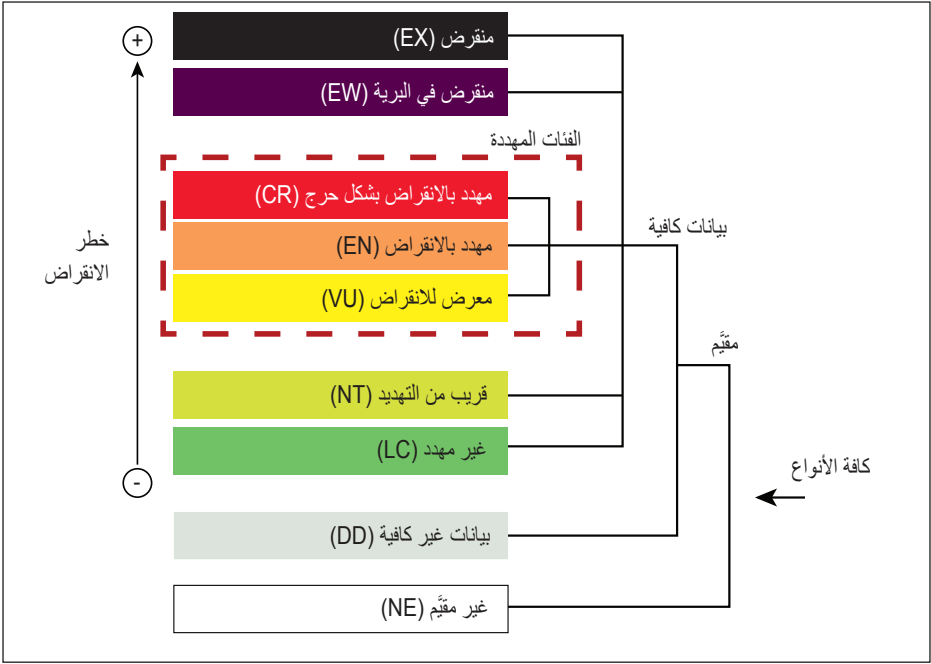 +
منقرض (EX)
منقرض في البرية (EW)
الفئات المهددة
مهدد بالانقراض بشكل حرج (CR)
مهدد بالانقراض (EN)
معرض للانقراض (VU)
بيانات كافية
خطر
الانقراض
مقيَّم
قريب من التهديد (NT)
غير مهدد (LC)
كافة الأنواع
-
بيانات غير كافية (DD)
غير مقيَّم (NE)